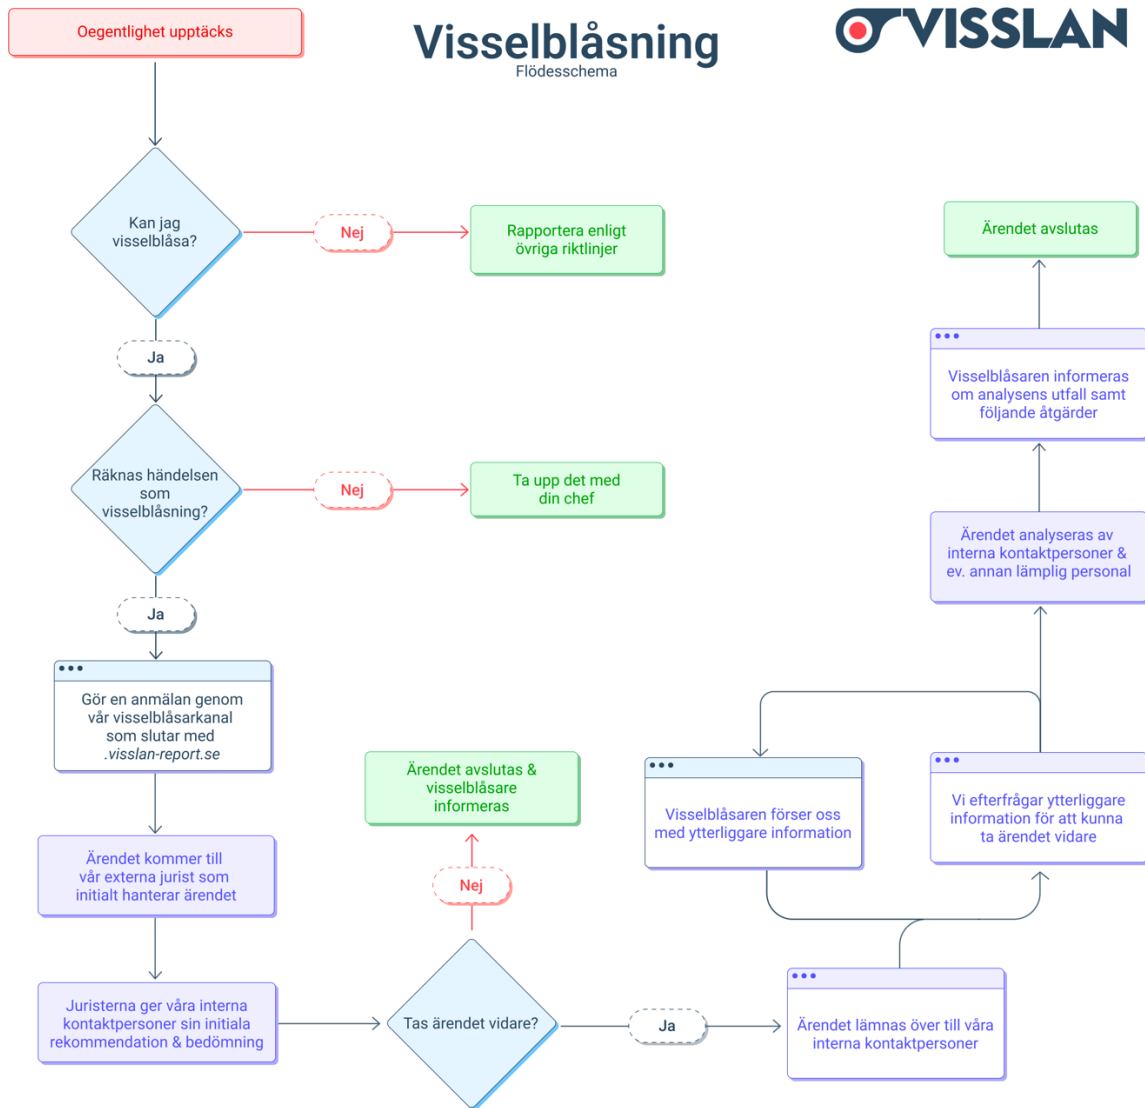 Oegentlighet upptäcks
Visselblåsning
Flödesschema
VISSLAN
Kan jag
visselblåsa?
Nej
Rapportera enligt
övriga riktlinjer
Ja
Räknas händelsen
som
visselblåsning?
Nej
Ta upp det med
din chef
Ja
Gör en anmälan genom
vår visselblåsarkanal
som slutar med
.visslan-report.se
Ärendet kommer till
vår externa jurist som
initialt hanterar ärendet
Juristerna ger våra interna
kontaktpersoner sin initiala
rekommendation & bedömning
Tas ärendet vidare?
Nej
Ärendet avslutas &
visselblåsare
informeras
Ja
Ärendet lämnas över till våra
interna kontaktpersoner
Vi efterfrågar ytterliggare
information för att kunna
ta ärendet vidare
Visselblåsaren förser oss
med ytterliggare information
Ärendet analyseras av
interna kontaktpersoner &
ev. annan lämplig personal
Visselblåsaren informeras
om analysens utfall samt
följande åtgärder
Ärendet avslutas